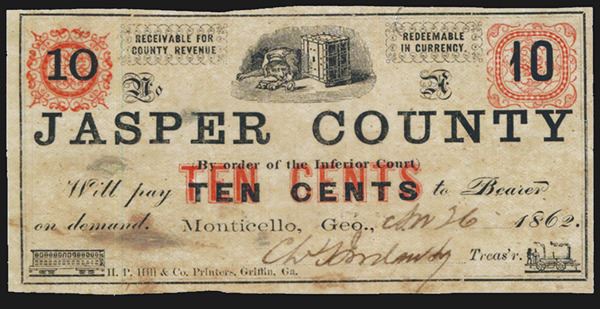 RECEIVABLE FOR
COUNTY REVENUE
REDEEMABLE
IN CURRENCY.
10
10
No.
JASPER COUNTY
(By order of the Inferior Court)
TEN CENTS
Will pay TEN CENTS to Bearer
on demand. Monticello, Geo., 26 1862.
Treas'r.
H. P. Hill & Co. Printers, Griffin, Ga.